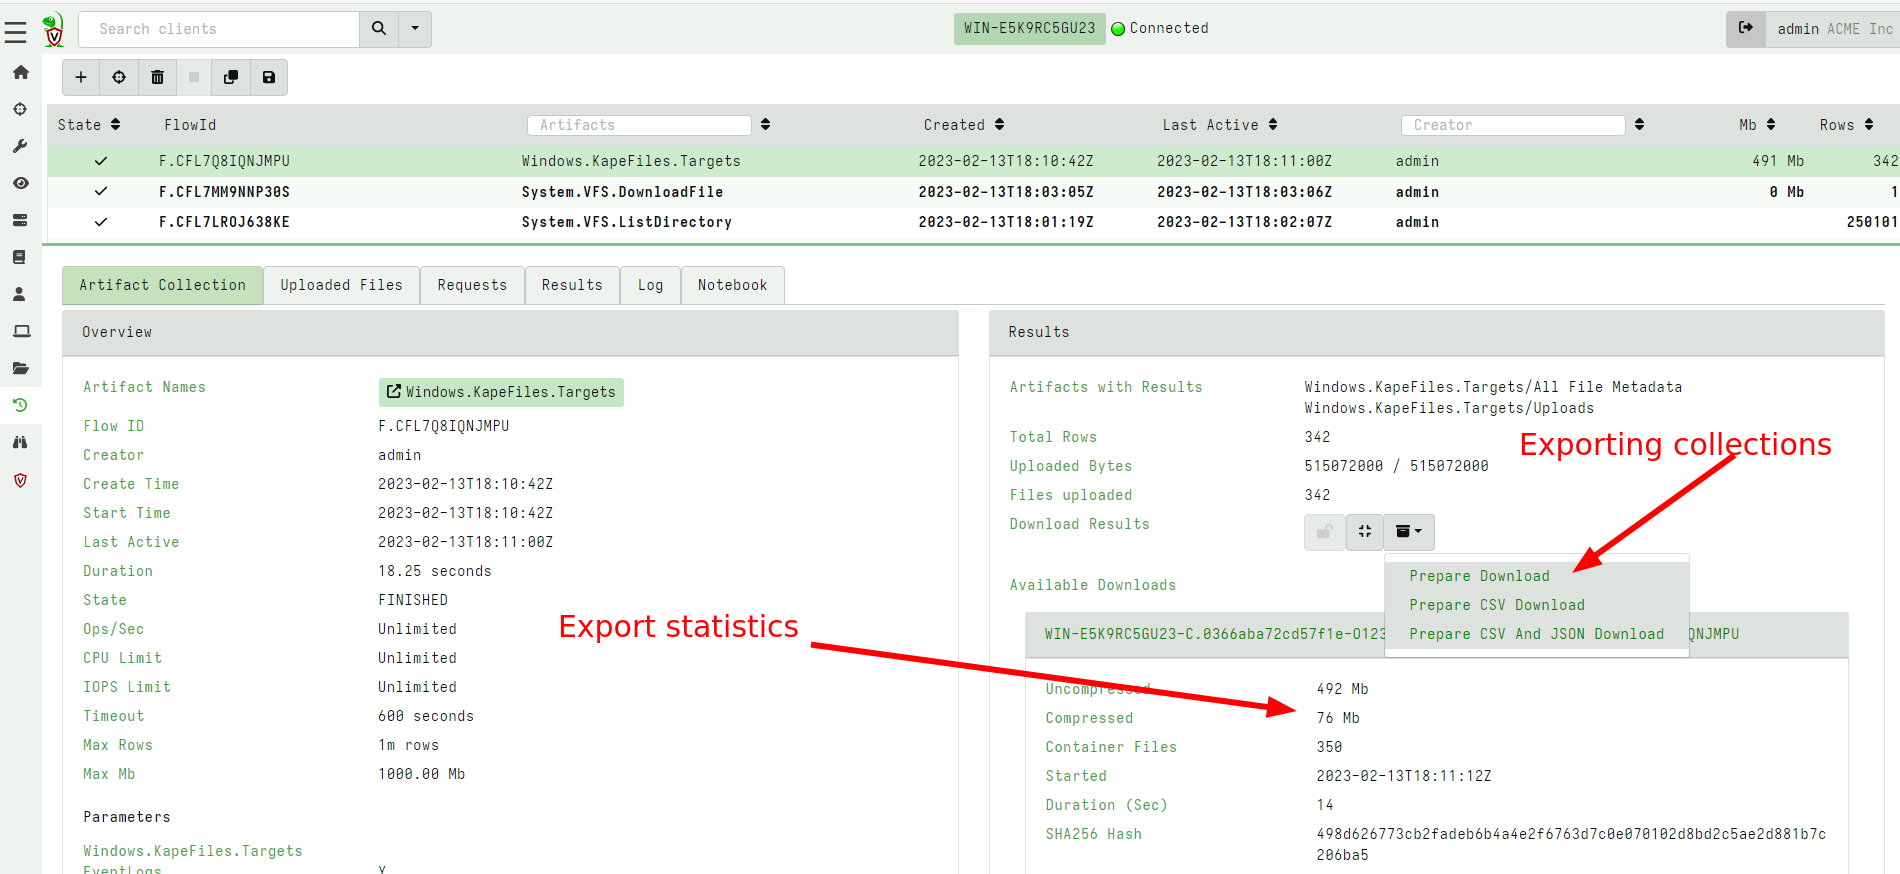 Search clients
WIN-E5K9RC5GU23 Connected
admin ACME Inc
State FlowId Artifacts Created Last Active Creator Mb Rows
F.CFL7Q8IQNJMPU Windows.KapeFiles.Targets 2023-02-13T18:10:42Z 2023-02-13T18:11:00Z admin 491 Mb 342
F.CFL7MM9NNP30S System.VFS.DownloadFile 2023-02-13T18:03:05Z 2023-02-13T18:03:06Z admin 0 Mb 1
F.CFL7LROJ638KE System.VFS.ListDirectory 2023-02-13T18:01:19Z 2023-02-13T18:02:07Z admin 250101
Artifact Collection Uploaded Files Requests Results Log Notebook
Overview
Artifact Names Windows.KapeFiles.Targets
Flow ID F.CFL7Q8IQNJMPU
Creator admin
Create Time 2023-02-13T18:10:42Z
Start Time 2023-02-13T18:10:42Z
Last Active 2023-02-13T18:11:00Z
Duration 18.25 seconds
State FINISHED
Ops/Sec Unlimited
CPU Limit Unlimited
IOPS Limit Unlimited
Timeout 600 seconds
Max Rows 1m rows
Max Mb 1000.00 Mb
Parameters
Windows.KapeFiles.Targets
EventLogs Y
Export statistics
Results
Artifacts with Results Windows.KapeFiles.Targets/All File Metadata
Windows.KapeFiles.Targets/Uploads
Total Rows 342
Exporting collections
Uploaded Bytes 515072000 / 515072000
Files uploaded 342
Download Results
Prepare Download
Prepare CSV Download
Prepare CSV And JSON Download
Available Downloads
WIN-E5K9RC5GU23-C.0366aba72cd57f1e-O123 QNJMPU
Uncompressed 492 Mb
Compressed 76 Mb
Container Files 350
Started 2023-02-13T18:11:12Z
Duration (Sec) 14
SHA256 Hash 498d626773cb2fadeb6b4a4e2f6763d7c0e070102d8bd2c5ae2d881b7c
206ba5